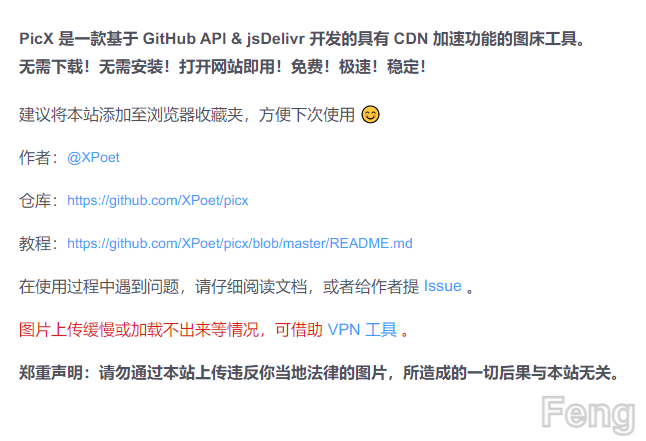 PicX 是一款基于 GitHub API & jsDelivr 开发的具有 CDN 加速功能的图床工具。
无需下载！无需安装！打开网站即用！免费！极速！稳定！
建议将本站添加至浏览器收藏夹，方便下次使用 😊
作者：@XPoet
仓库：https://github.com/XPoet/picx
教程：https://github.com/XPoet/picx/blob/master/README.md
在使用过程中遇到问题，请仔细阅读文档，或者给作者提 Issue 。
图片上传缓慢或加载不出来等情况，可借助 VPN 工具 。
郑重声明：请勿通过本站上传违反你当地法律的图片，所造成的一切后果与本站无关。
Feng